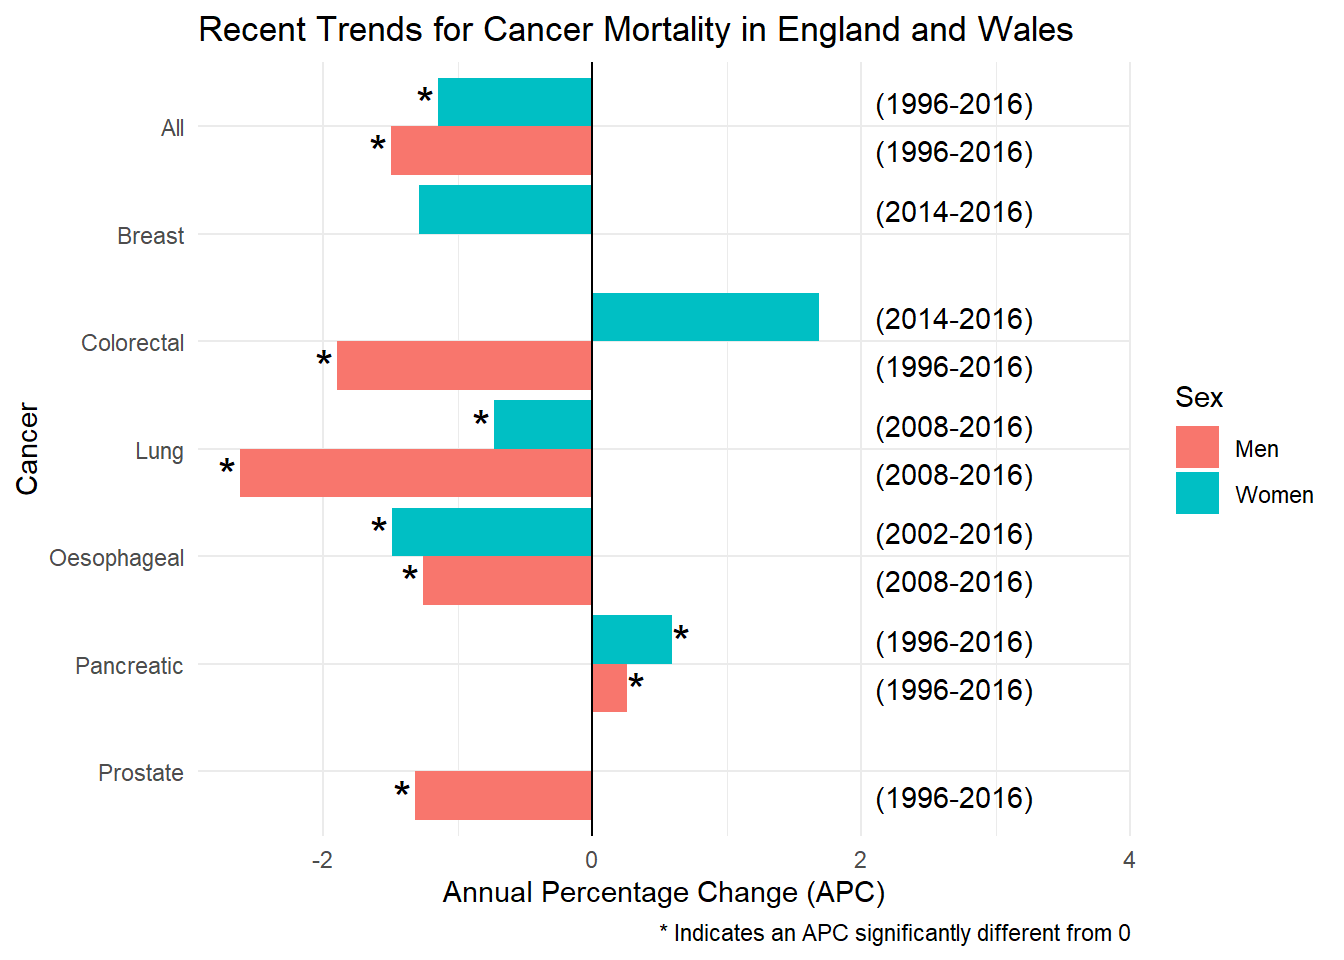 Recent Trends for Cancer Mortality in England and Wales
*
(1996-2016)
All
*
(1996-2016)
(2014-2016)
Breast
(2014-2016)
Colorectal
*
(1996-2016)
*
(2008-2016)
Lung
*
(2008-2016)
*
(2002-2016)
Oesophageal
*
(2008-2016)
*
(1996-2016)
Pancreatic
*
(1996-2016)
Prostate
*
(1996-2016)
Cancer
-2 0 2 4
Annual Percentage Change (APC)
* Indicates an APC significantly different from 0
Sex
Men
Women